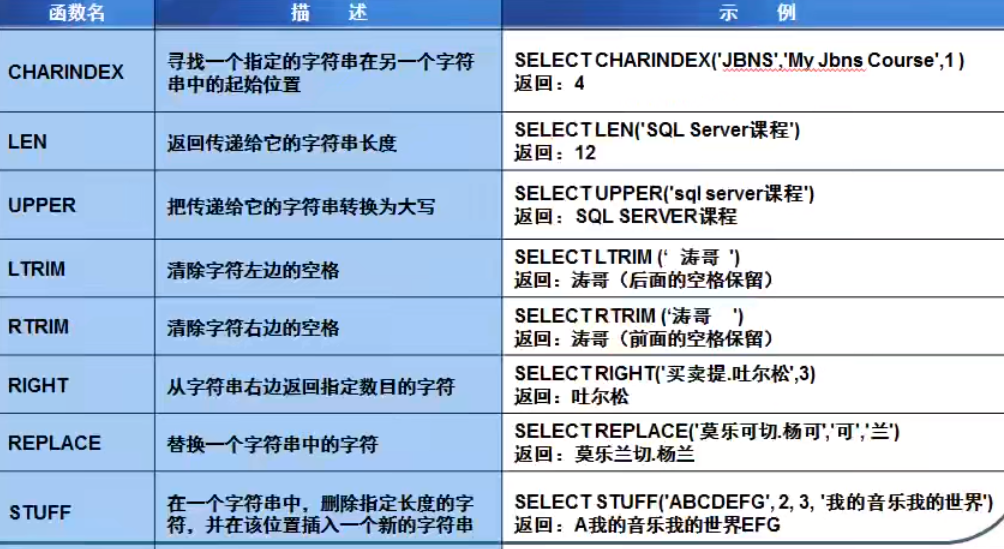 函数名 描 述 示 例
CHARINDEX
寻找一个指定的字符串在另一个字符
串中的起始位置
SELECT CHARINDEX('JBNS','My Jbns Course',1 )
返回：4
LEN
返回传递给它的字符串长度
SELECT LEN('SQL Server课程')
返回：12
UPPER
把传递给它的字符串转换为大写
SELECT UPPER('sql server课程')
返回：SQL SERVER课程
LTRIM
清除字符左边的空格
SELECT LTRIM (‘ 涛哥 ')
返回：涛哥（后面的空格保留）
RTRIM
清除字符右边的空格
SELECT RTRIM (‘涛哥 ')
返回：涛哥（前面的空格保留）
RIGHT
从字符串右边返回指定数目的字符
SELECT RIGHT('买卖提.吐尔松',3)
返回：吐尔松
REPLACE
替换一个字符串中的字符
SELECT REPLACE('莫乐可切.杨可','可','兰')
返回：莫乐兰切.杨兰
STUFF
在一个字符串中，删除指定长度的字
符，并在该位置插入一个新的字符串
SELECT STUFF('ABCDEFG', 2, 3, '我的音乐我的世界')
返回：A我的音乐我的世界EFG